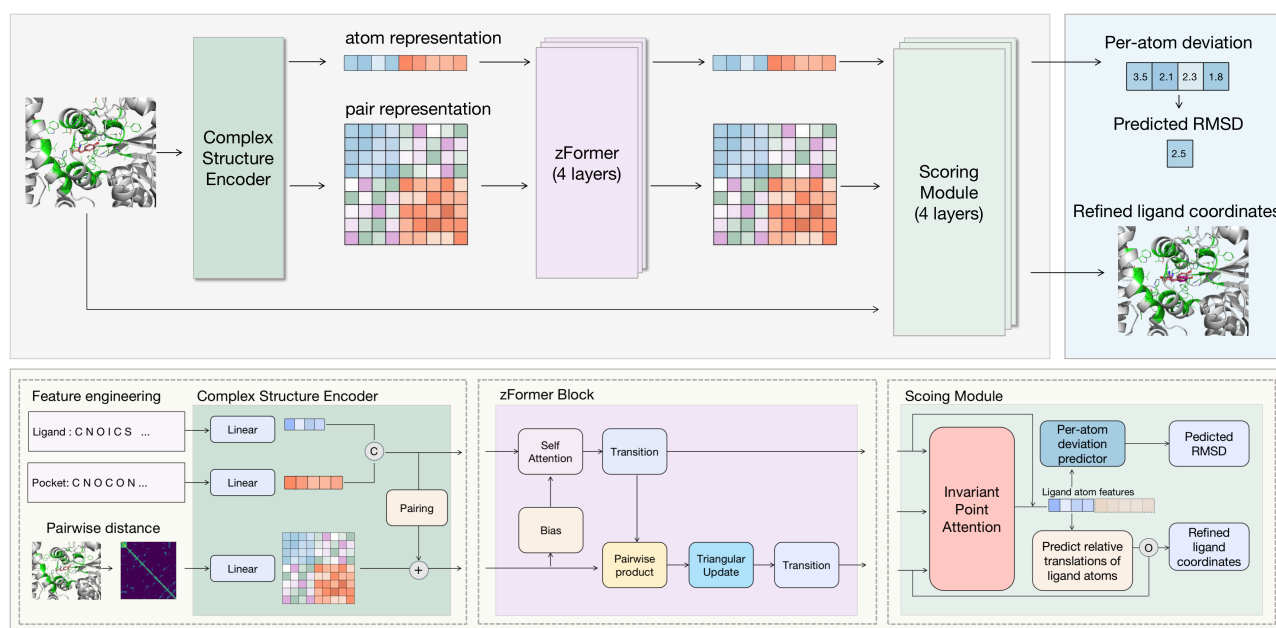 atom representation
pair representation
Complex
Structure
Encoder
zFormer
(4 layers)
Scoring
Module
(4 layers)
Per-atom deviation
3.5 2.1 2.3 1.8
Predicted RMSD
2.5
Refined ligand coordinates
Feature engineering
Ligand : C N O I C S ...
Pocket: C N O C O N ...
Pairwise distance
Complex Structure Encoder
Linear
Linear
Linear
C
Pairing
+
zFormer Block
Self
Attention
Transition
Bias
Pairwise
product
Triangular
Update
Transition
Scoing Module
Invariant
Point
Attention
Per-atom
deviation
predictor
Pedicted
RMSD
Ligand atom features
Predict relative
translations of
ligand atoms
O
Refined
ligand
coordinates